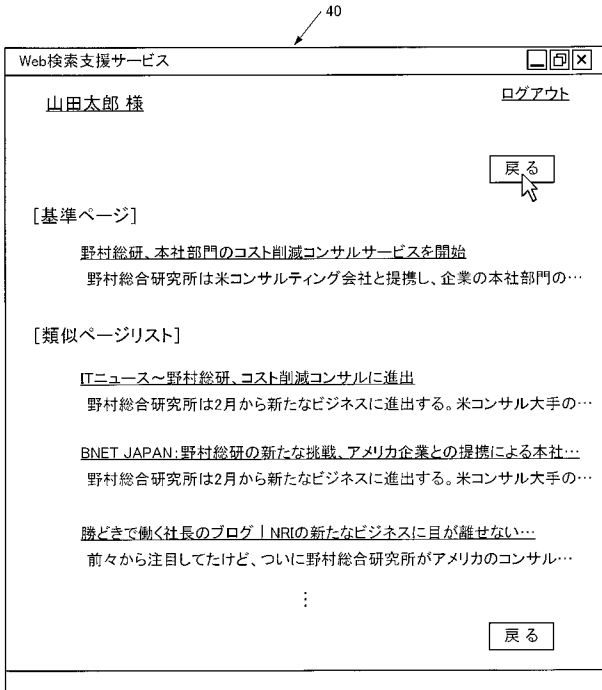 40
Web検索支援サービス
山田太郎 様
ログアウト
戻る
[基準ページ]
野村総研、本社部門のコスト削減コンサルサービスを開始
野村総合研究所は米コンサルティング会社と提携し、企業の本社部門の…
[類似ページリスト]
ITニュース～野村総研、コスト削減コンサルに進出
野村総合研究所は2月から新たなビジネスに進出する。米コンサル大手の…
BNET JAPAN:野村総研の新たな挑戦、アメリカ企業との提携による本社…
野村総合研究所は2月から新たなビジネスに進出する。米コンサル大手の…
勝どきで働く社長のブログ｜NRIの新たなビジネスに目が離せない…
前々から注目してたけど、ついに野村総合研究所がアメリカのコンサル…
⋮
戻る